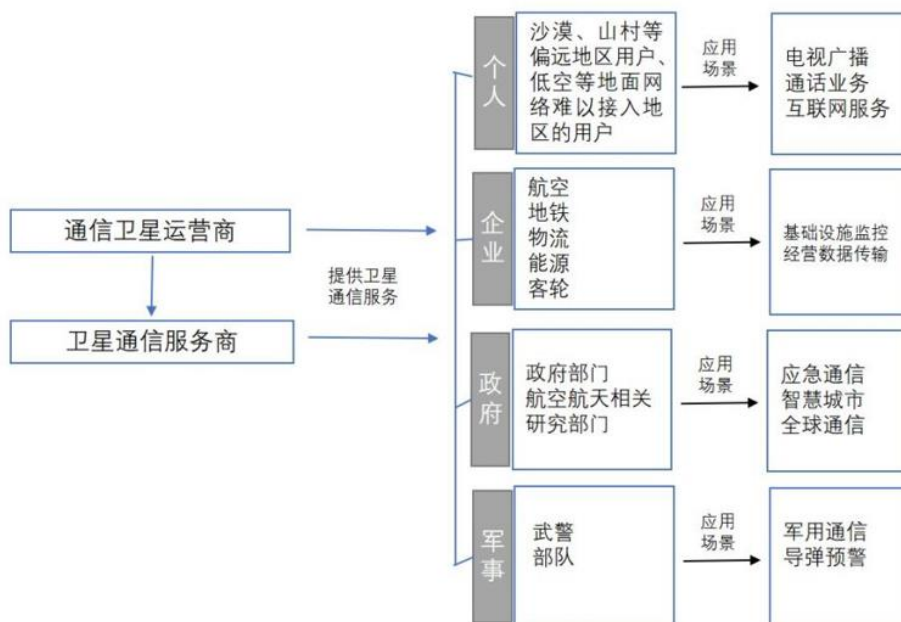 通信卫星运营商
卫星通信服务商
提供卫星
通信服务
个人
沙漠、山村等
偏远地区用户、
低空等地面网
络难以接入地
区的用户
应用
场景
电视广播
通话业务
互联网服务
企业
航空
地铁
物流
能源
客轮
应用
场景
基础设施监控
经营数据传输
政府
政府部门
航空航天相关
研究部门
应用
场景
应急通信
智慧城市
全球通信
军事
武警
部队
应用
场景
军用通信
导弹预警